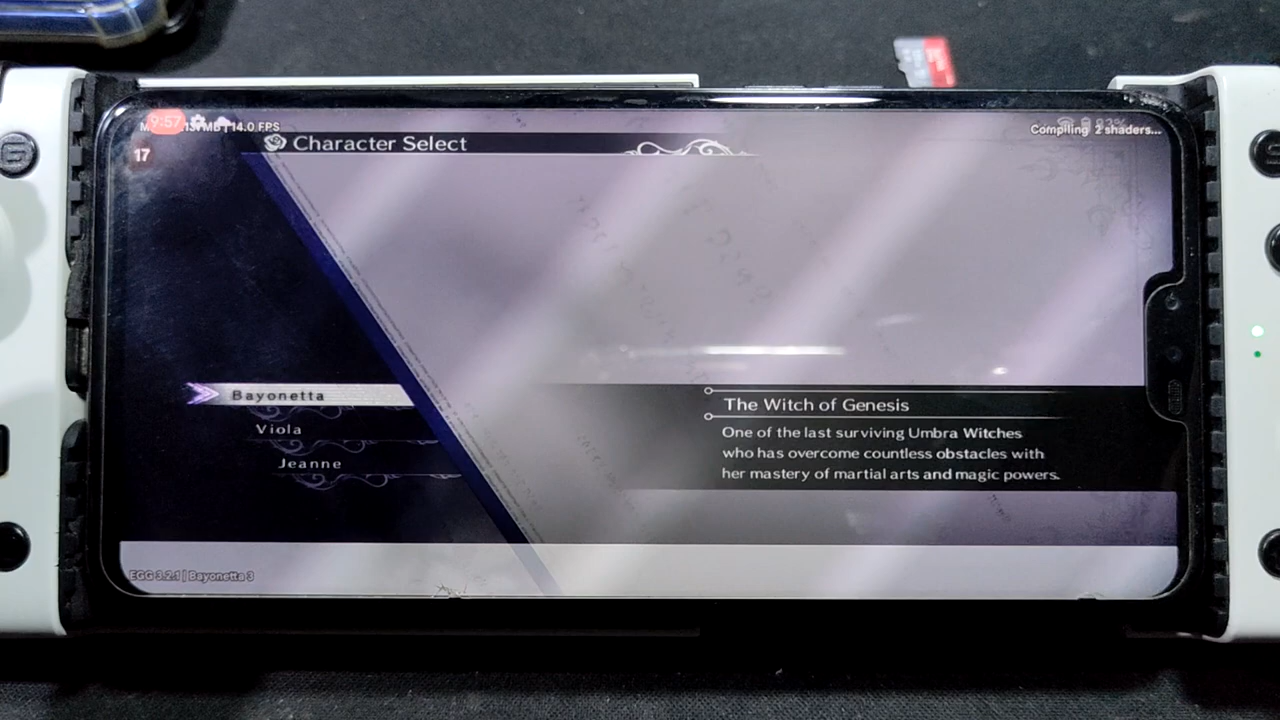 9:57
MB | 14.0 FPS
Compiling 2 shaders...
17
Character Select
Bayonetta
Viola
Jeanne
The Witch of Genesis
One of the last surviving Umbra Witches
who has overcome countless obstacles with
her mastery of martial arts and magic powers.
EGG 3.2.1 | Bayonetta 3